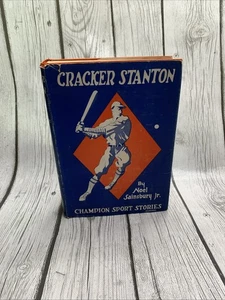 CRACKER STANTON
By
Noel
Sainsbury Jr.
CHAMPION SPORT STORIES